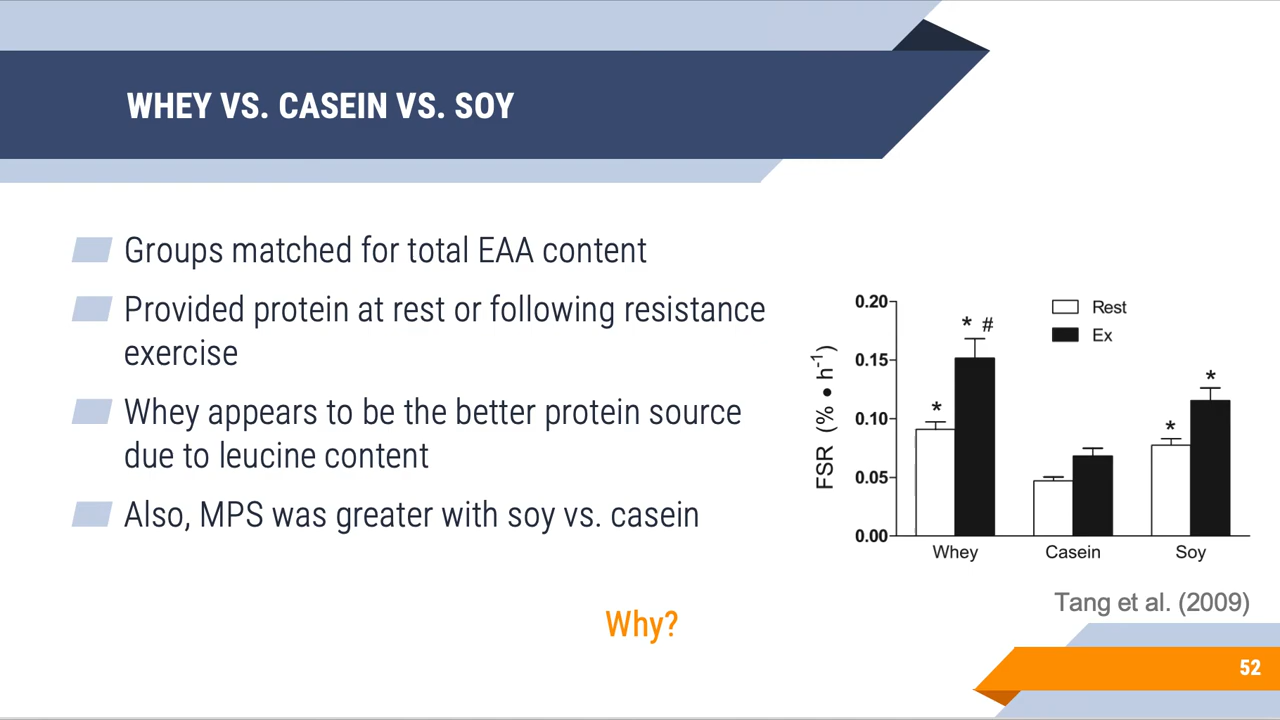 WHEY VS. CASEIN VS. SOY
Groups matched for total EAA content
Provided protein at rest or following resistance
exercise
Whey appears to be the better protein source
due to leucine content
Also, MPS was greater with soy vs. casein
Why?
0.20
0.15
0.10
0.05
0.00
FSR (% • h⁻¹)
Rest
Ex
*
* #
*
*
Whey
Casein
Soy
Tang et al. (2009)
52